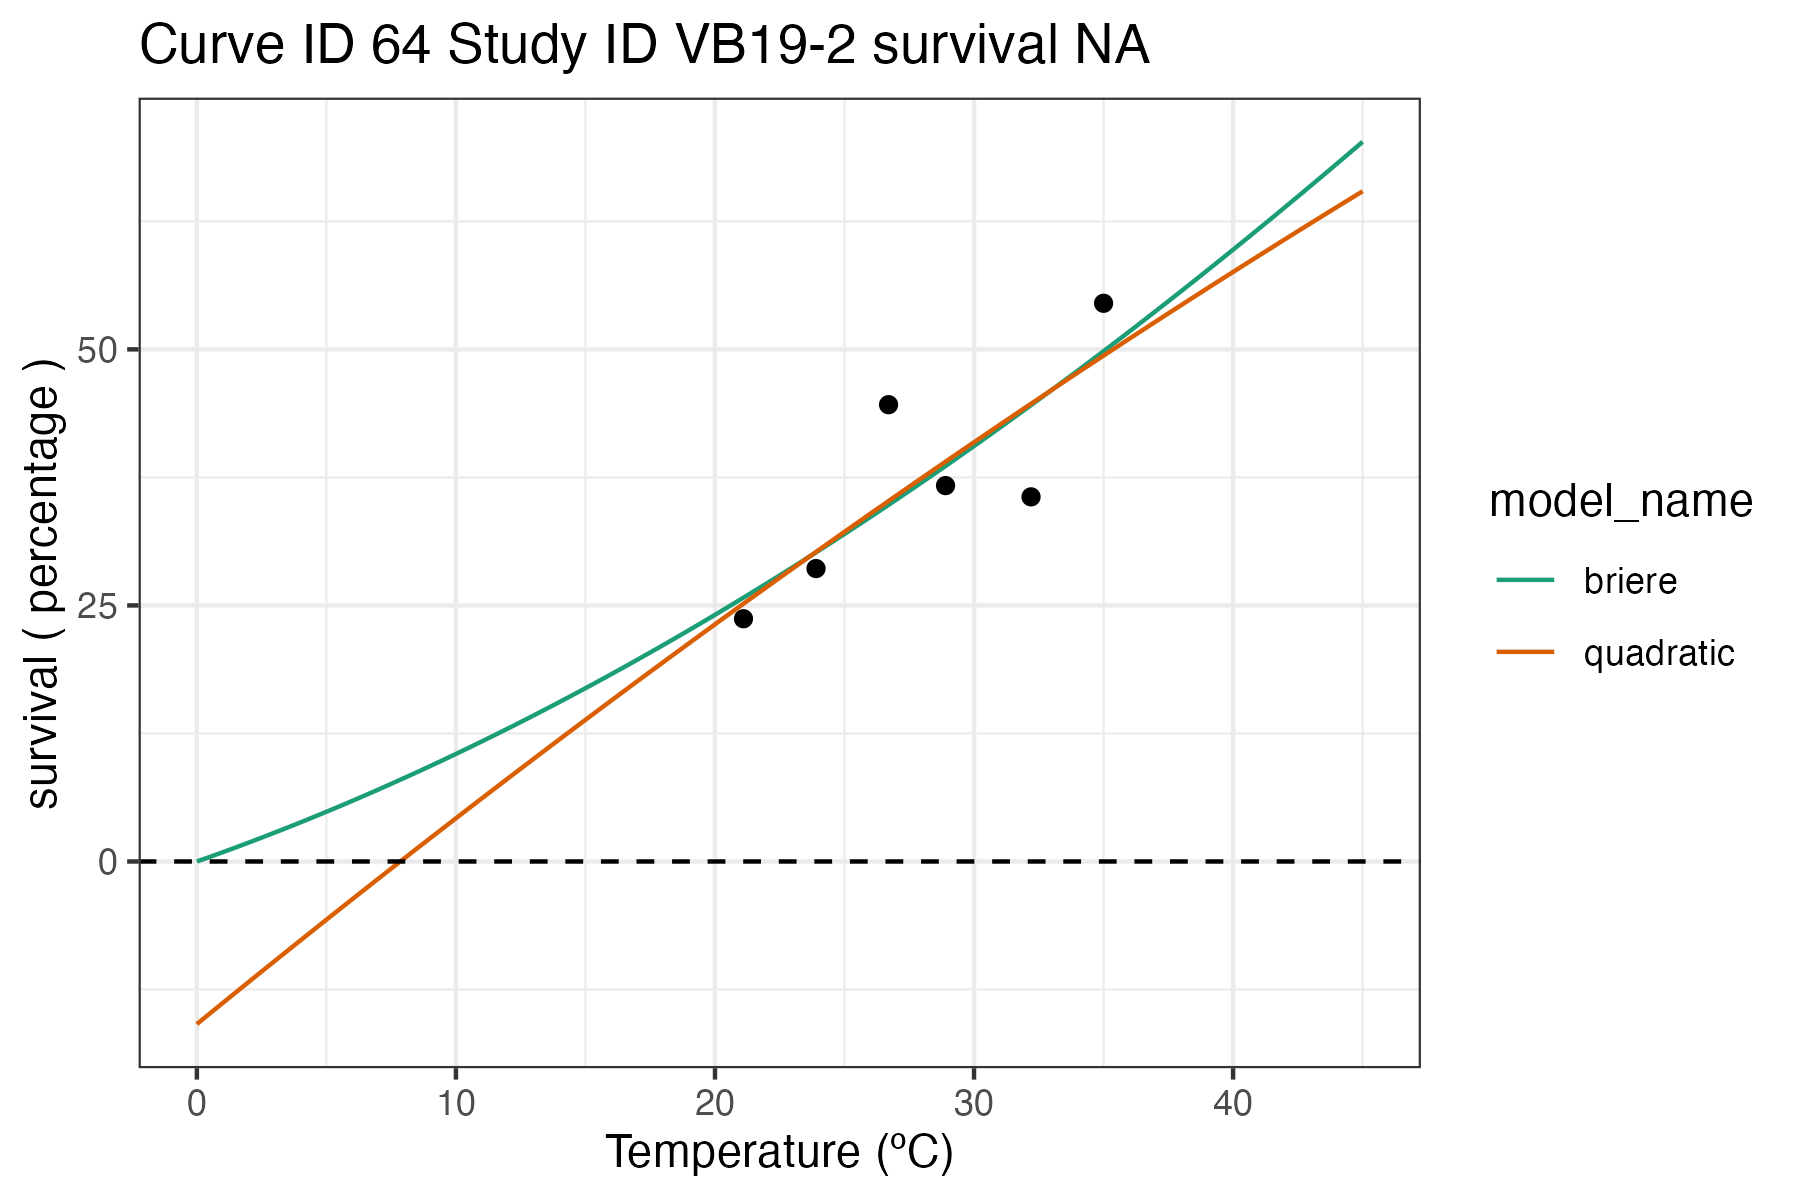 Curve ID 64 Study ID VB19-2 survival NA
survival ( percentage )
50
25
0
0
10
20
30
40
Temperature (ºC)
model_name
briere
quadratic